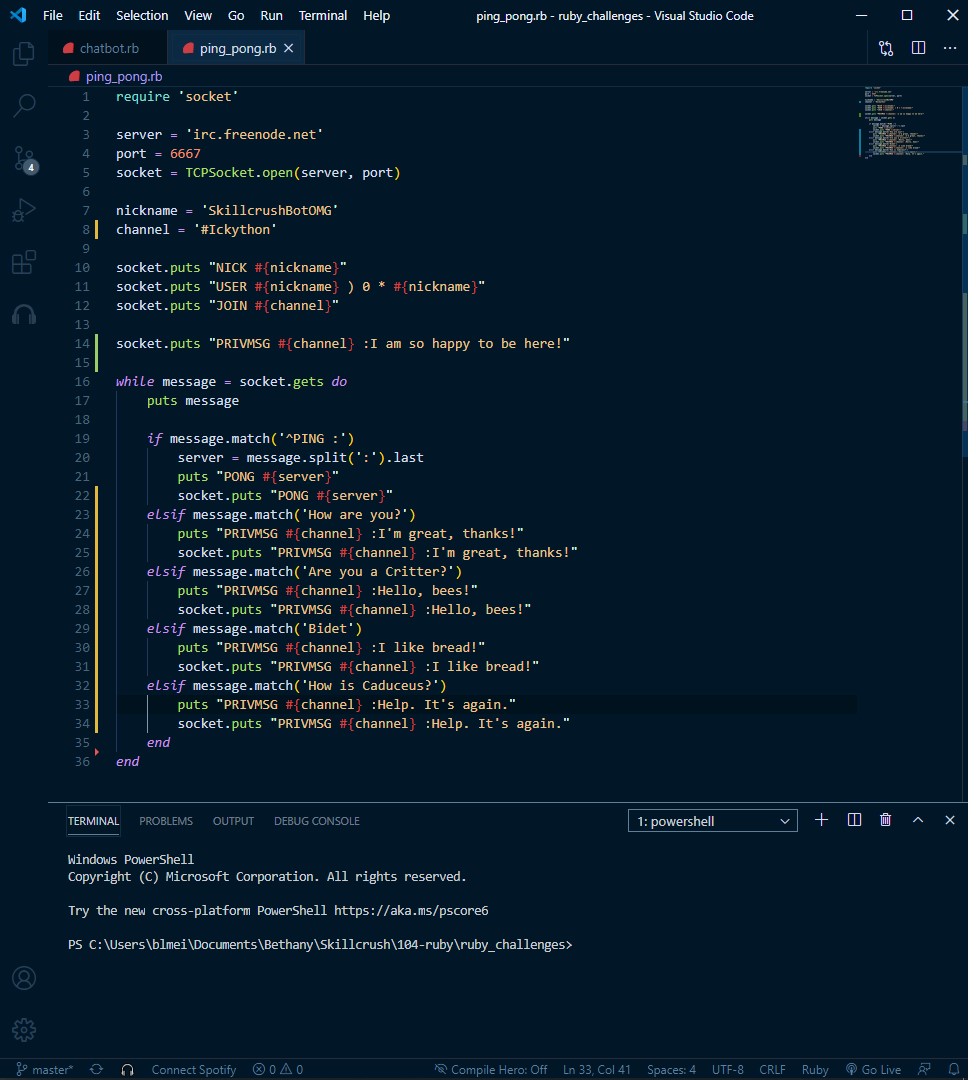 File Edit Selection View Go Run Terminal Help ping_pong.rb - ruby_challenges - Visual Studio Code
chatbot.rb ping_pong.rb
ping_pong.rb
1 require 'socket'
2
3 server = 'irc.freenode.net'
4 port = 6667
5 socket = TCPSocket.open(server, port)
6
7 nickname = 'SkillcrushBotOMG'
8 channel = '#Ickython'
9
10 socket.puts "NICK #{nickname}"
11 socket.puts "USER #{nickname} ) 0 * #{nickname}"
12 socket.puts "JOIN #{channel}"
13
14 socket.puts "PRIVMSG #{channel} :I am so happy to be here!"
15
16 while message = socket.gets do
17 puts message
18
19 if message.match('^PING :')
20 server = message.split(':').last
21 puts "PONG #{server}"
22 socket.puts "PONG #{server}"
23 elsif message.match('How are you?')
24 puts "PRIVMSG #{channel} :I'm great, thanks!"
25 socket.puts "PRIVMSG #{channel} :I'm great, thanks!"
26 elsif message.match('Are you a Critter?')
27 puts "PRIVMSG #{channel} :Hello, bees!"
28 socket.puts "PRIVMSG #{channel} :Hello, bees!"
29 elsif message.match('Bidet')
30 puts "PRIVMSG #{channel} :I like bread!"
31 socket.puts "PRIVMSG #{channel} :I like bread!"
32 elsif message.match('How is Caduceus?')
33 puts "PRIVMSG #{channel} :Help. It's again."
34 socket.puts "PRIVMSG #{channel} :Help. It's again."
35 end
36 end
4
TERMINAL PROBLEMS OUTPUT DEBUG CONSOLE 1: powershell
Windows PowerShell
Copyright (C) Microsoft Corporation. All rights reserved.
Try the new cross-platform PowerShell https://aka.ms/pscore6
PS C:\Users\blmei\Documents\Bethany\Skillcrush\104-ruby\ruby_challenges>
master* Connect Spotify 0 0 Compile Hero: Off Ln 33, Col 41 Spaces: 4 UTF-8 CRLF Ruby Go Live